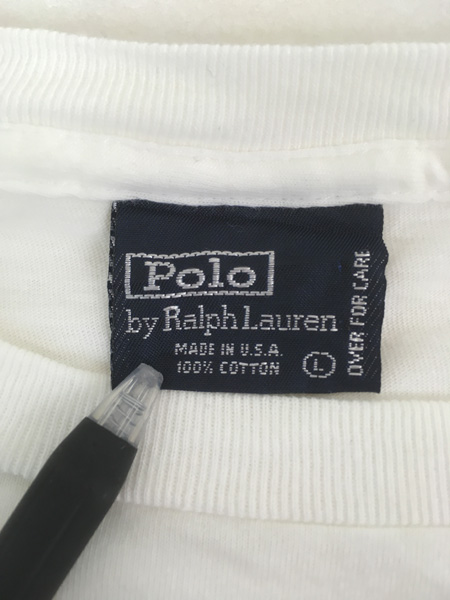 Polo
by Ralph Lauren
MADE IN U.S.A.
100% COTTON
L
OVER FOR CARE